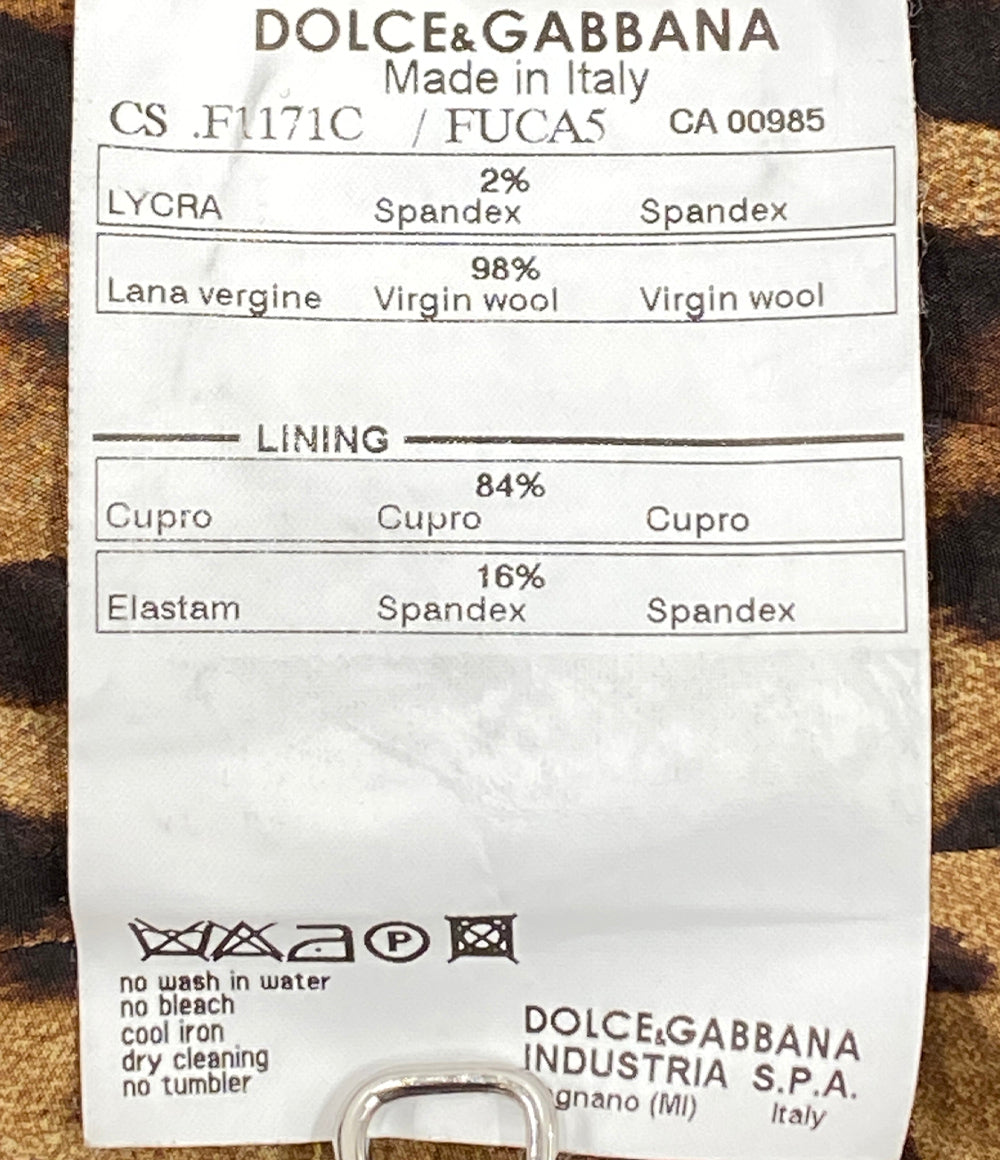 DOLCE&GABBANA
Made in Italy
CS .F1171C / FUCA5 CA 00985
2%
LYCRA Spandex Spandex
98%
Lana vergine Virgin wool Virgin wool
LINING
84%
Cupro Cupro Cupro
16%
Elastam Spandex Spandex
P
no wash in water
no bleach
cool iron
dry cleaning
no tumbler
DOLCE&GABBANA
INDUSTRIA S.P.A.
(MI) Italy